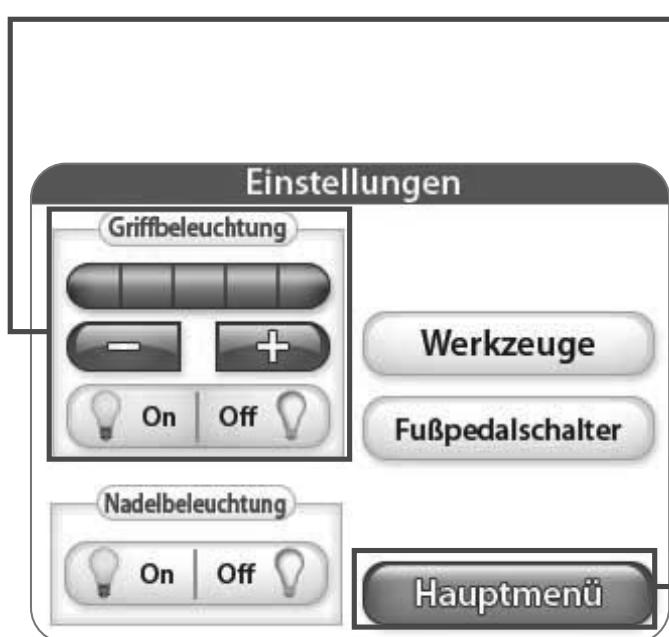 Einstellungen
Griffbeleuchtung
− +
On | Off
Werkzeuge
Fußpedalschalter
Nadelbeleuchtung
On | Off
Hauptmenü